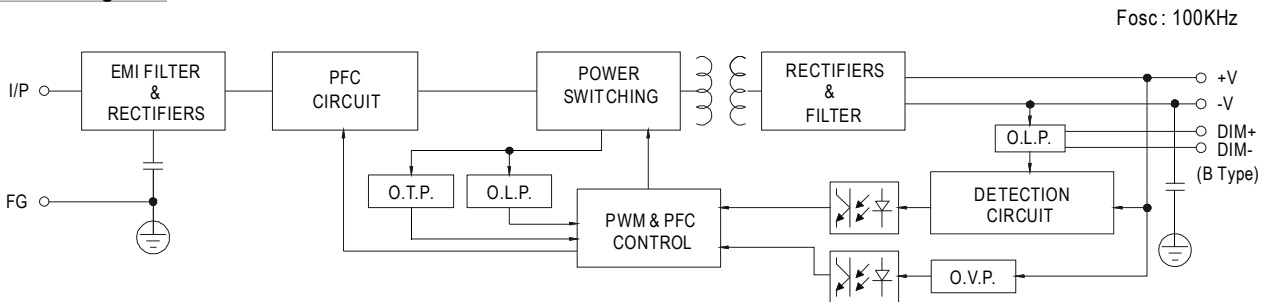 Fosc : 100KHz
I/P
EMI FILTER
&
RECTIFIERS
PFC
CIRCUIT
POWER
SWITCHING
RECTIFIERS
&
FILTER
+V
-V
DIM+
DIM-
(B Type)
O.L.P.
FG
O.T.P.
O.L.P.
PWM & PFC
CONTROL
DETECTION
CIRCUIT
O.V.P.